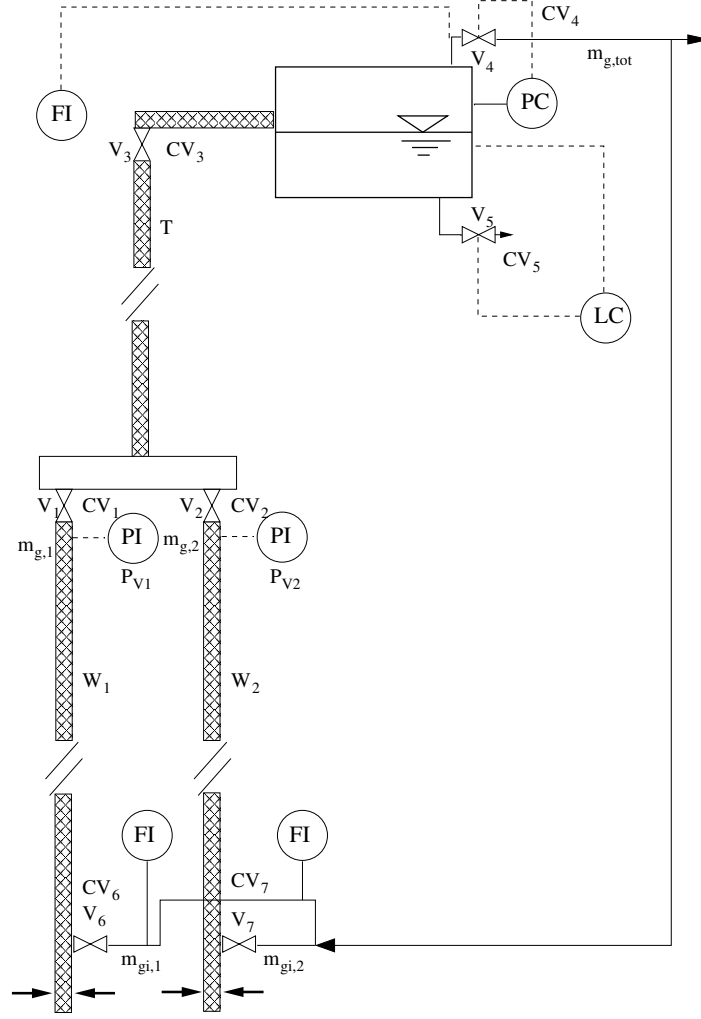 CV4
V4
mg,tot
FI
PC
V3
CV3
V5
T
CV5
LC
V1
CV1
V2
CV2
mg,1
PI
mg,2
PI
PV1
PV2
W1
W2
FI
FI
CV6
CV7
V6
V7
mgi,1
mgi,2